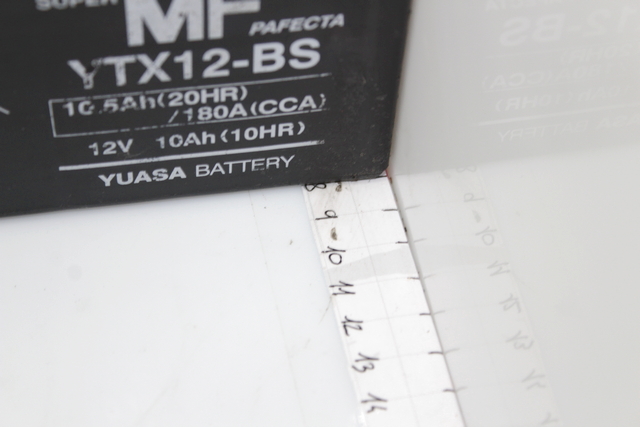 SUPER
MF PAFECTA
YTX12-BS
10.5Ah(20HR)
/180A(CCA)
12V 10Ah(10HR)
YUASA BATTERY
8
9
10
11
12
13
14